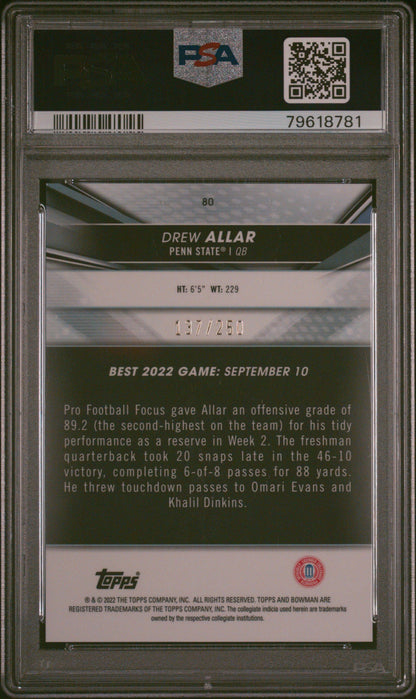 PSA
79618781
80
DREW ALLAR
PENN STATE® | QB
HT: 6'5" WT: 229
137/250
BEST 2022 GAME: SEPTEMBER 10
Pro Football Focus gave Allar an offensive grade of
89.2 (the second-highest on the team) for his tidy
performance as a reserve in Week 2. The freshman
quarterback took 20 snaps late in the 46-10
victory, completing 6-of-8 passes for 88 yards.
He threw touchdown passes to Omari Evans and
Khalil Dinkins.
Topps®
® & © 2022 THE TOPPS COMPANY, INC. ALL RIGHTS RESERVED. TOPPS AND BOWMAN ARE
REGISTERED TRADEMARKS OF THE TOPPS COMPANY, INC. The collegiate indicia used herein are trademarks
owned by the respective collegiate institutions.
PSA